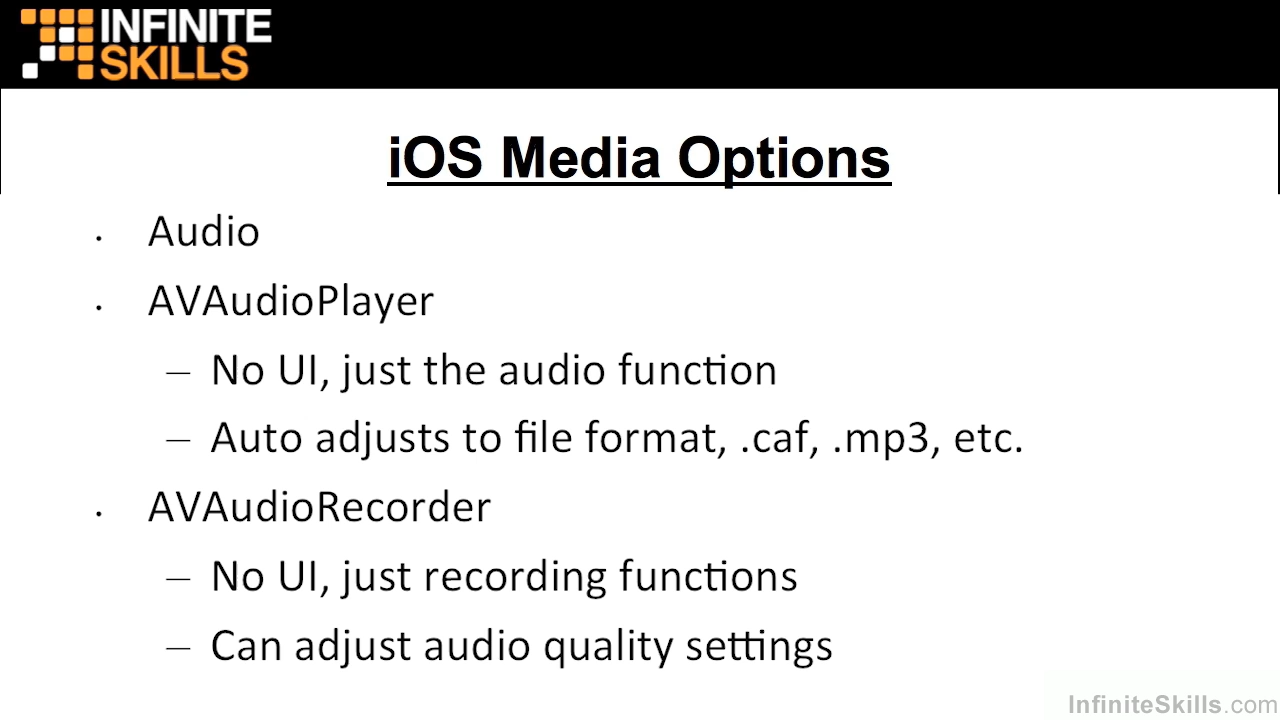 INFINITE
SKILLS
iOS Media Options
· Audio
· AVAudioPlayer
– No UI, just the audio function
– Auto adjusts to file format, .caf, .mp3, etc.
· AVAudioRecorder
– No UI, just recording functions
– Can adjust audio quality settings
InfiniteSkills.com